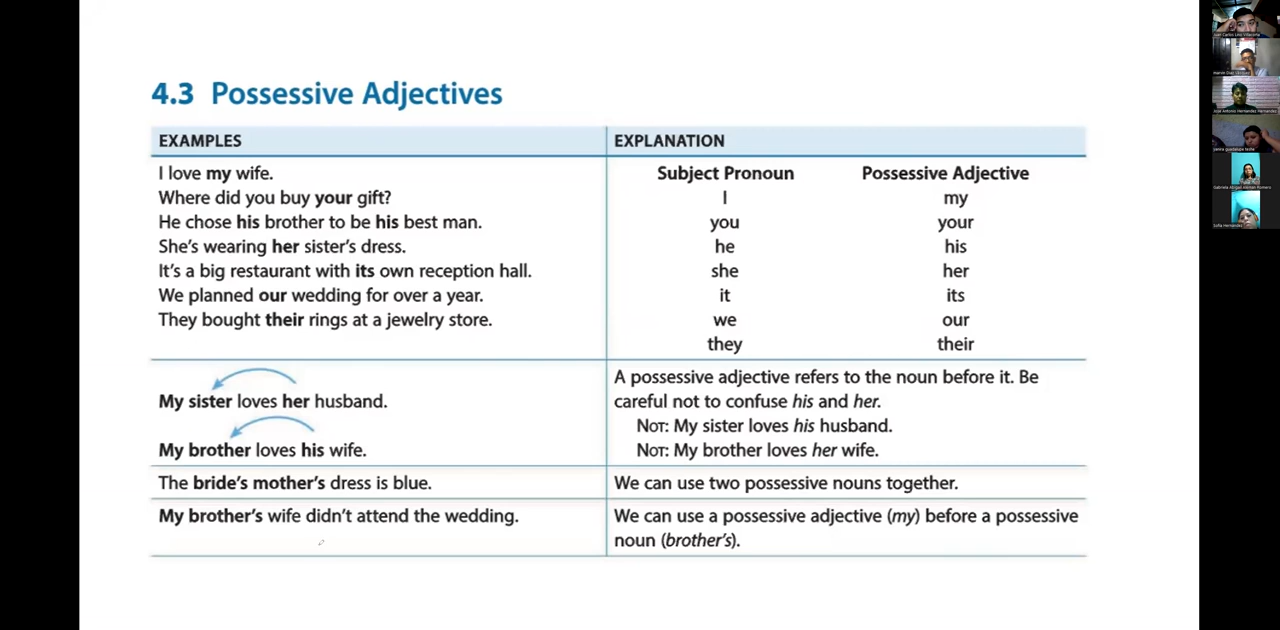 4.3 Possessive Adjectives
EXAMPLES
EXPLANATION
I love my wife.
Where did you buy your gift?
He chose his brother to be his best man.
She's wearing her sister's dress.
It's a big restaurant with its own reception hall.
We planned our wedding for over a year.
They bought their rings at a jewelry store.
Subject Pronoun Possessive Adjective
I my
you your
he his
she her
it its
we our
they their
My sister loves her husband.
My brother loves his wife.
A possessive adjective refers to the noun before it. Be
careful not to confuse his and her.
NOT: My sister loves his husband.
NOT: My brother loves her wife.
The bride's mother's dress is blue.
We can use two possessive nouns together.
My brother's wife didn't attend the wedding.
We can use a possessive adjective (my) before a possessive
noun (brother's).
Jose Antonio Hernandez Hernandez
Sofia Hernández